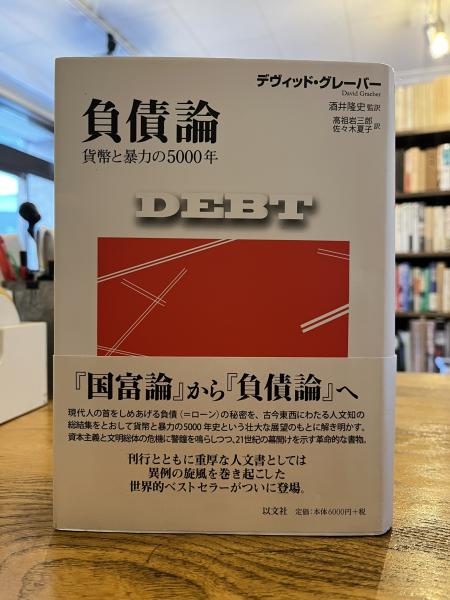 デヴィッド・グレーバー
David Graeber
酒井隆史 監訳
高祖岩三郎
佐々木夏子 訳
負債論
貨幣と暴力の5000年
DEBT
『国富論』から『負債論』へ
現代人の首をしめあげる負債(=ローン)の秘密を、古今東西にわたる人文知の
総結集をとおして貨幣と暴力の5000年史という壮大な展望のもとに解き明かす。
資本主義と文明総体の危機に警鐘を鳴らしつつ、21世紀の幕開けを示す革命的な書物。
刊行とともに重厚な人文書としては
異例の旋風を巻き起こした
世界的ベストセラーがついに登場。
以文社 定価:本体6000円+税